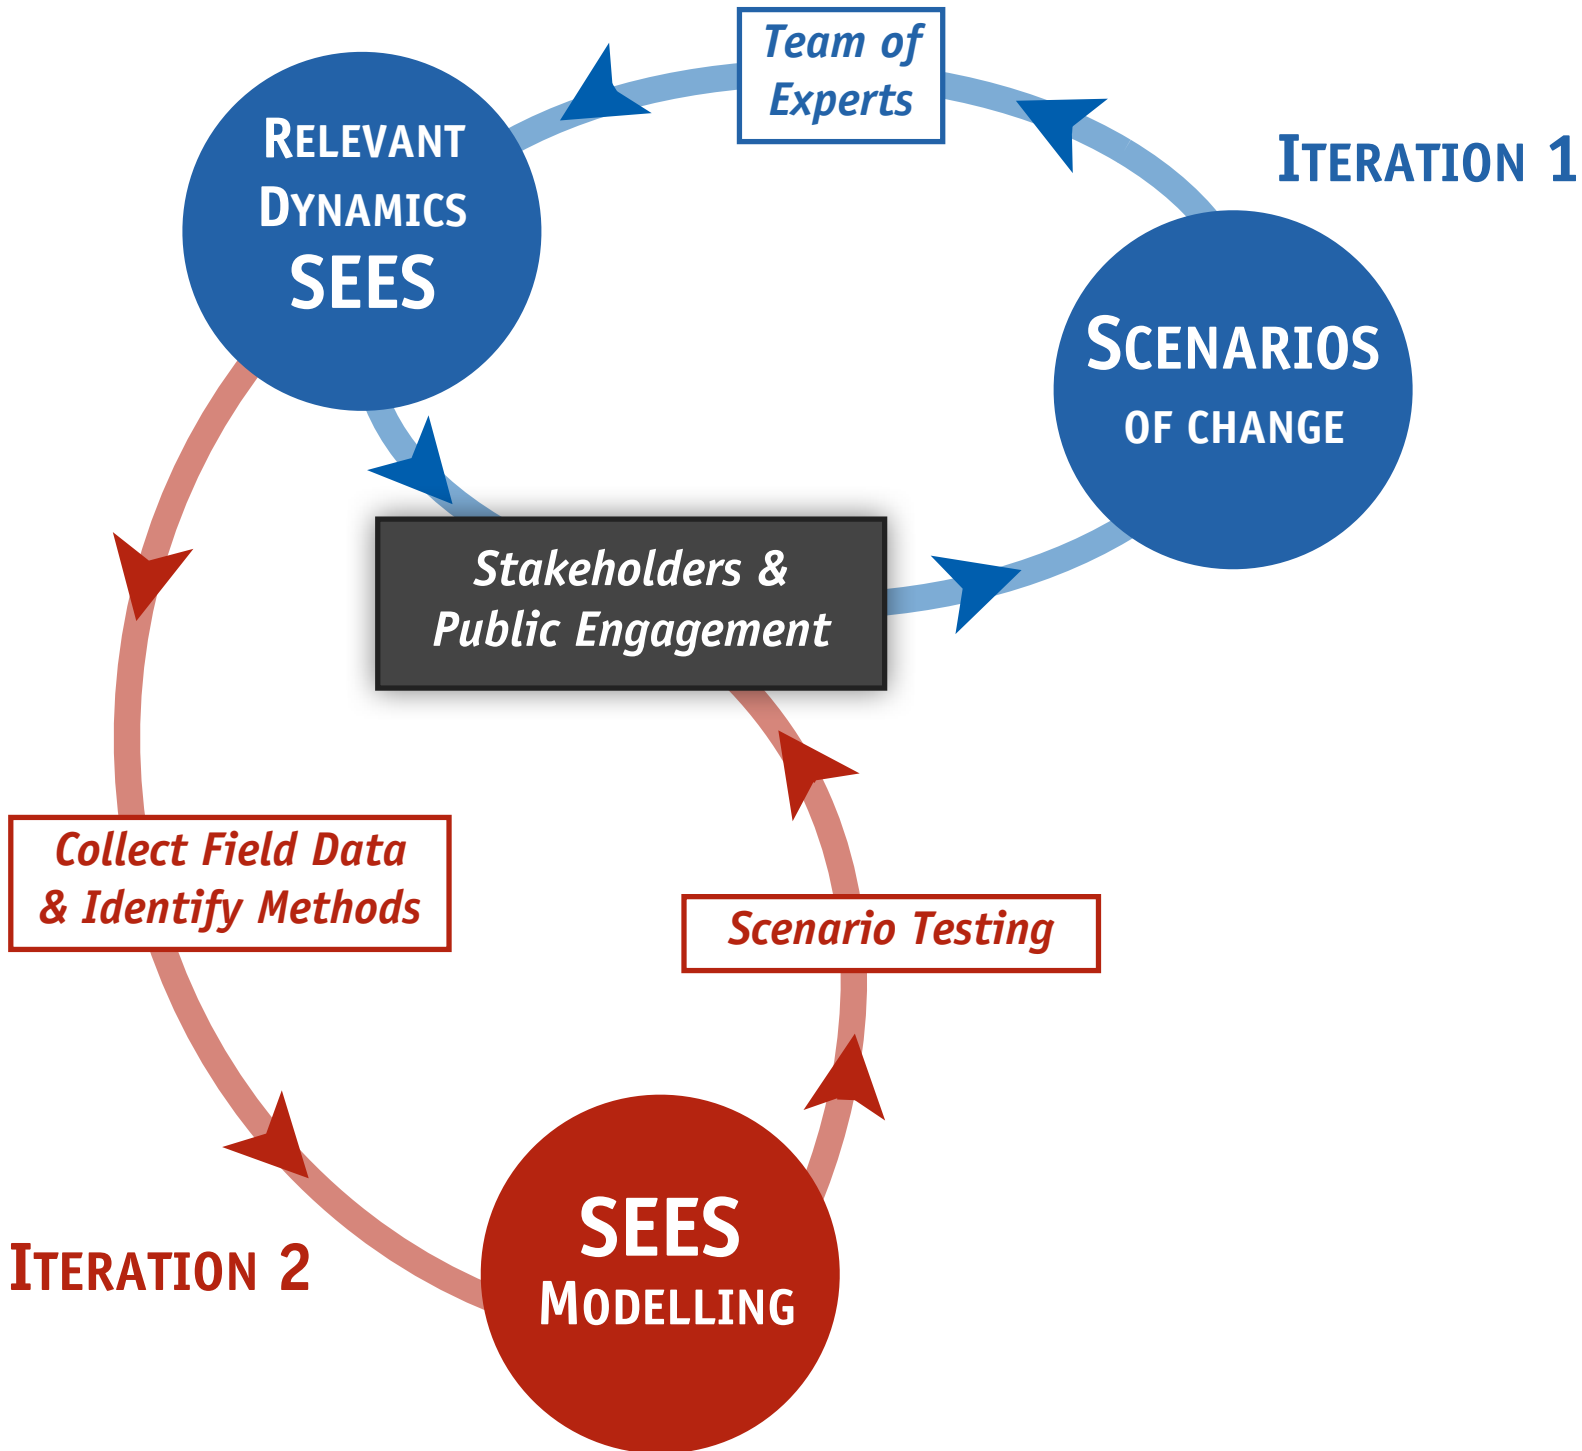 Team of
Experts
ITERATION 1
RELEVANT
DYNAMICS
SEES
SCENARIOS
OF CHANGE
Stakeholders &
Public Engagement
Collect Field Data
& Identify Methods
Scenario Testing
SEES
MODELLING
ITERATION 2